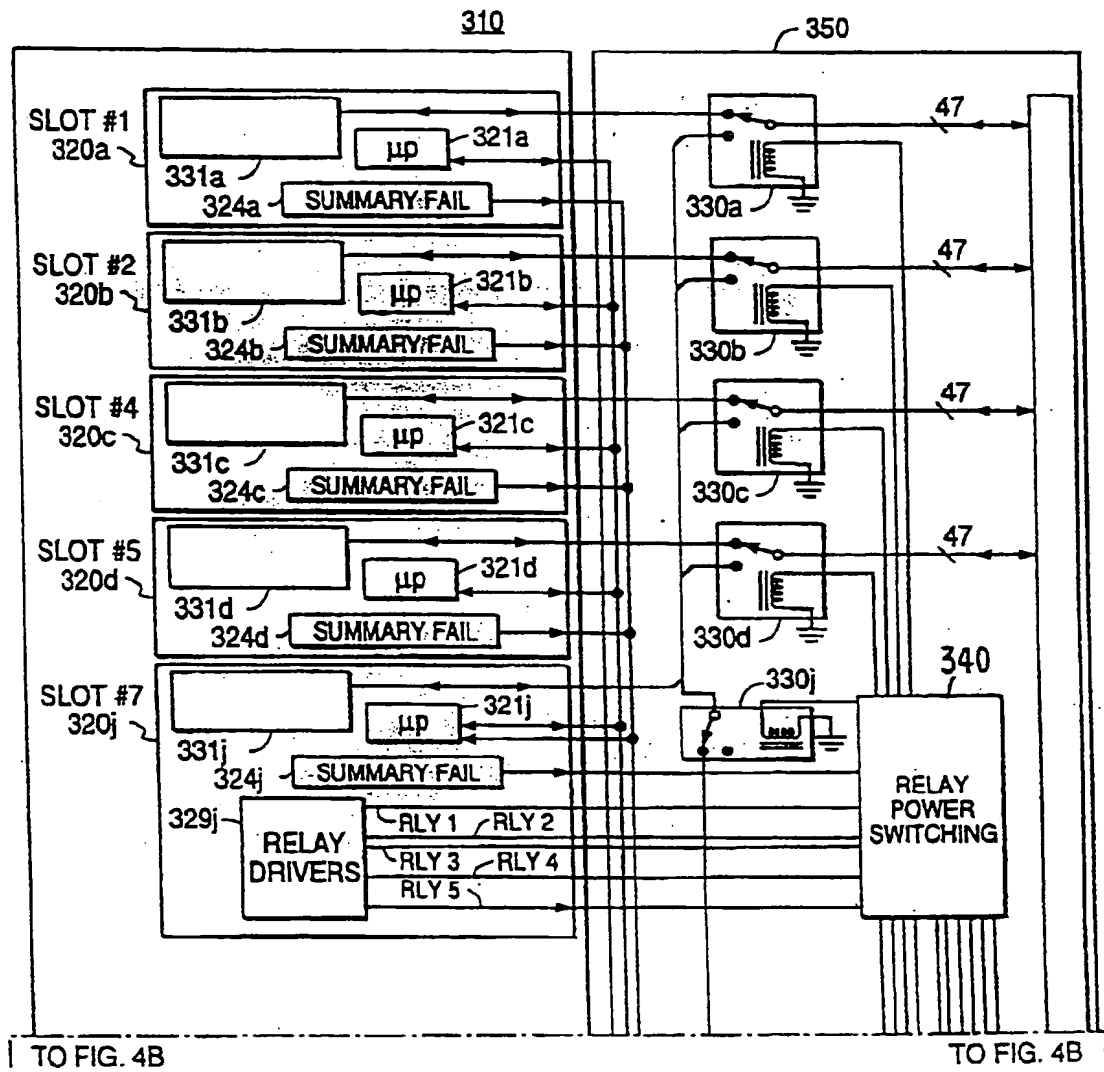 310
350
SLOT #1
320a
331a
µp
321a
324a
SUMMARY FAIL
330a
47
SLOT #2
320b
331b
µp
321b
324b
SUMMARY FAIL
330b
47
SLOT #4
320c
331c
µp
321c
324c
SUMMARY FAIL
330c
47
SLOT #5
320d
331d
µp
321d
324d
SUMMARY FAIL
330d
47
SLOT #7
320j
331j
µp
321j
324j
SUMMARY FAIL
330j
340
RELAY
POWER
SWITCHING
329j
RELAY
DRIVERS
RLY 1
RLY 2
RLY 3
RLY 4
RLY 5
TO FIG. 4B
TO FIG. 4B